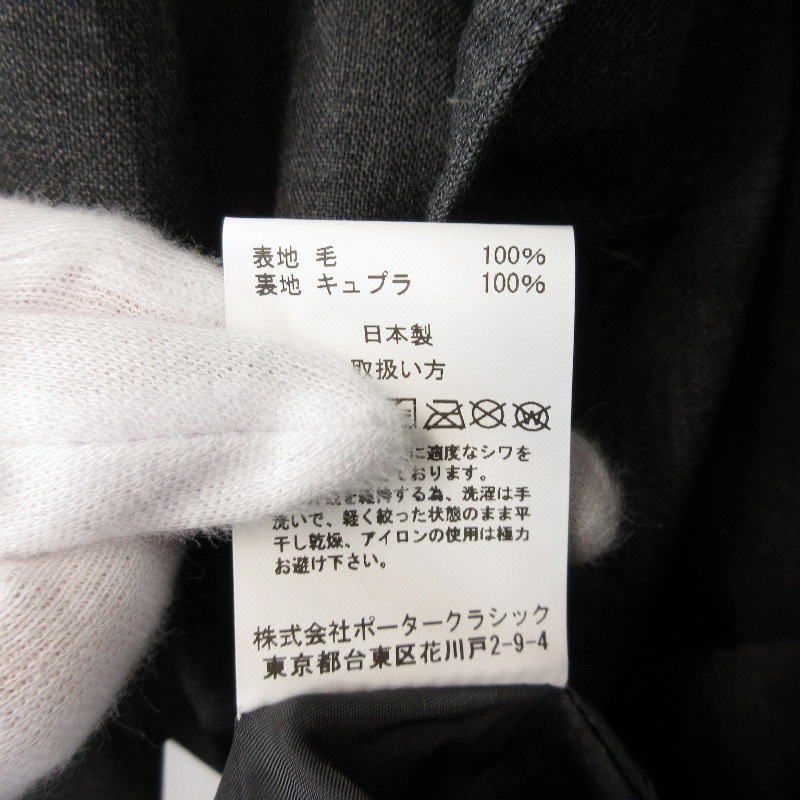 表地 毛 100%
裏地 キュプラ 100%
日本製
取扱い方
に適度なシワを
ております。
を維持する為、洗濯は手
洗いで、軽く絞った状態のまま平
干し乾燥、アイロンの使用は極力
お避け下さい。
株式会社ポータークラシック
東京都台東区花川戸2-9-4